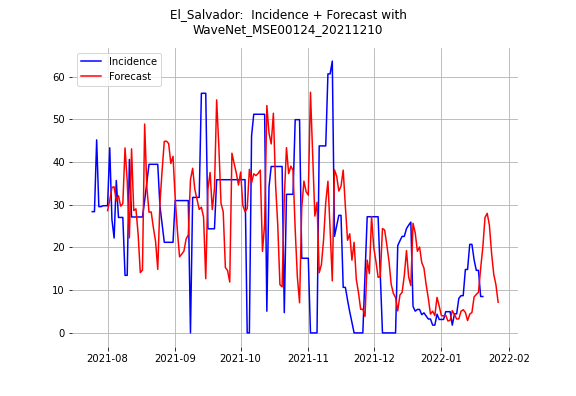 El_Salvador: Incidence + Forecast with
WaveNet_MSE00124_20211210
Incidence
Forecast
60
50
40
30
20
10
0
2021-08 2021-09 2021-10 2021-11 2021-12 2022-01 2022-02